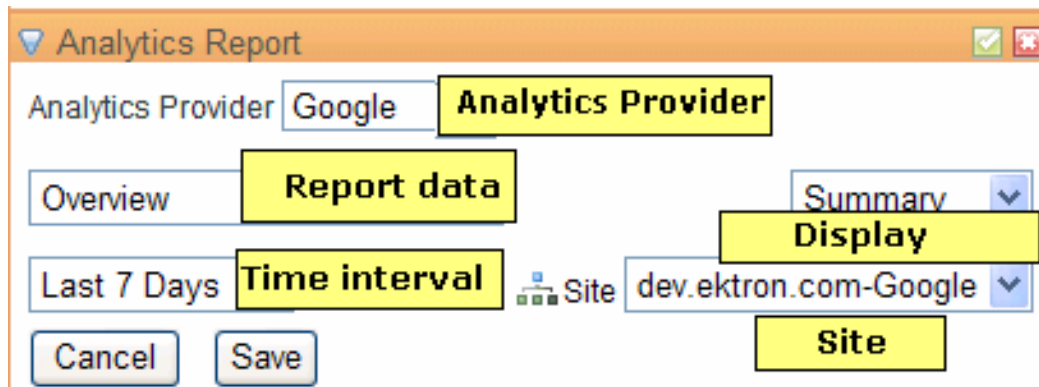 Analytics Report
Analytics Provider Google Analytics Provider
Overview Report data Summary
Display
Last 7 Days Time interval Site dev.ektron.com-Google
Cancel Save Site